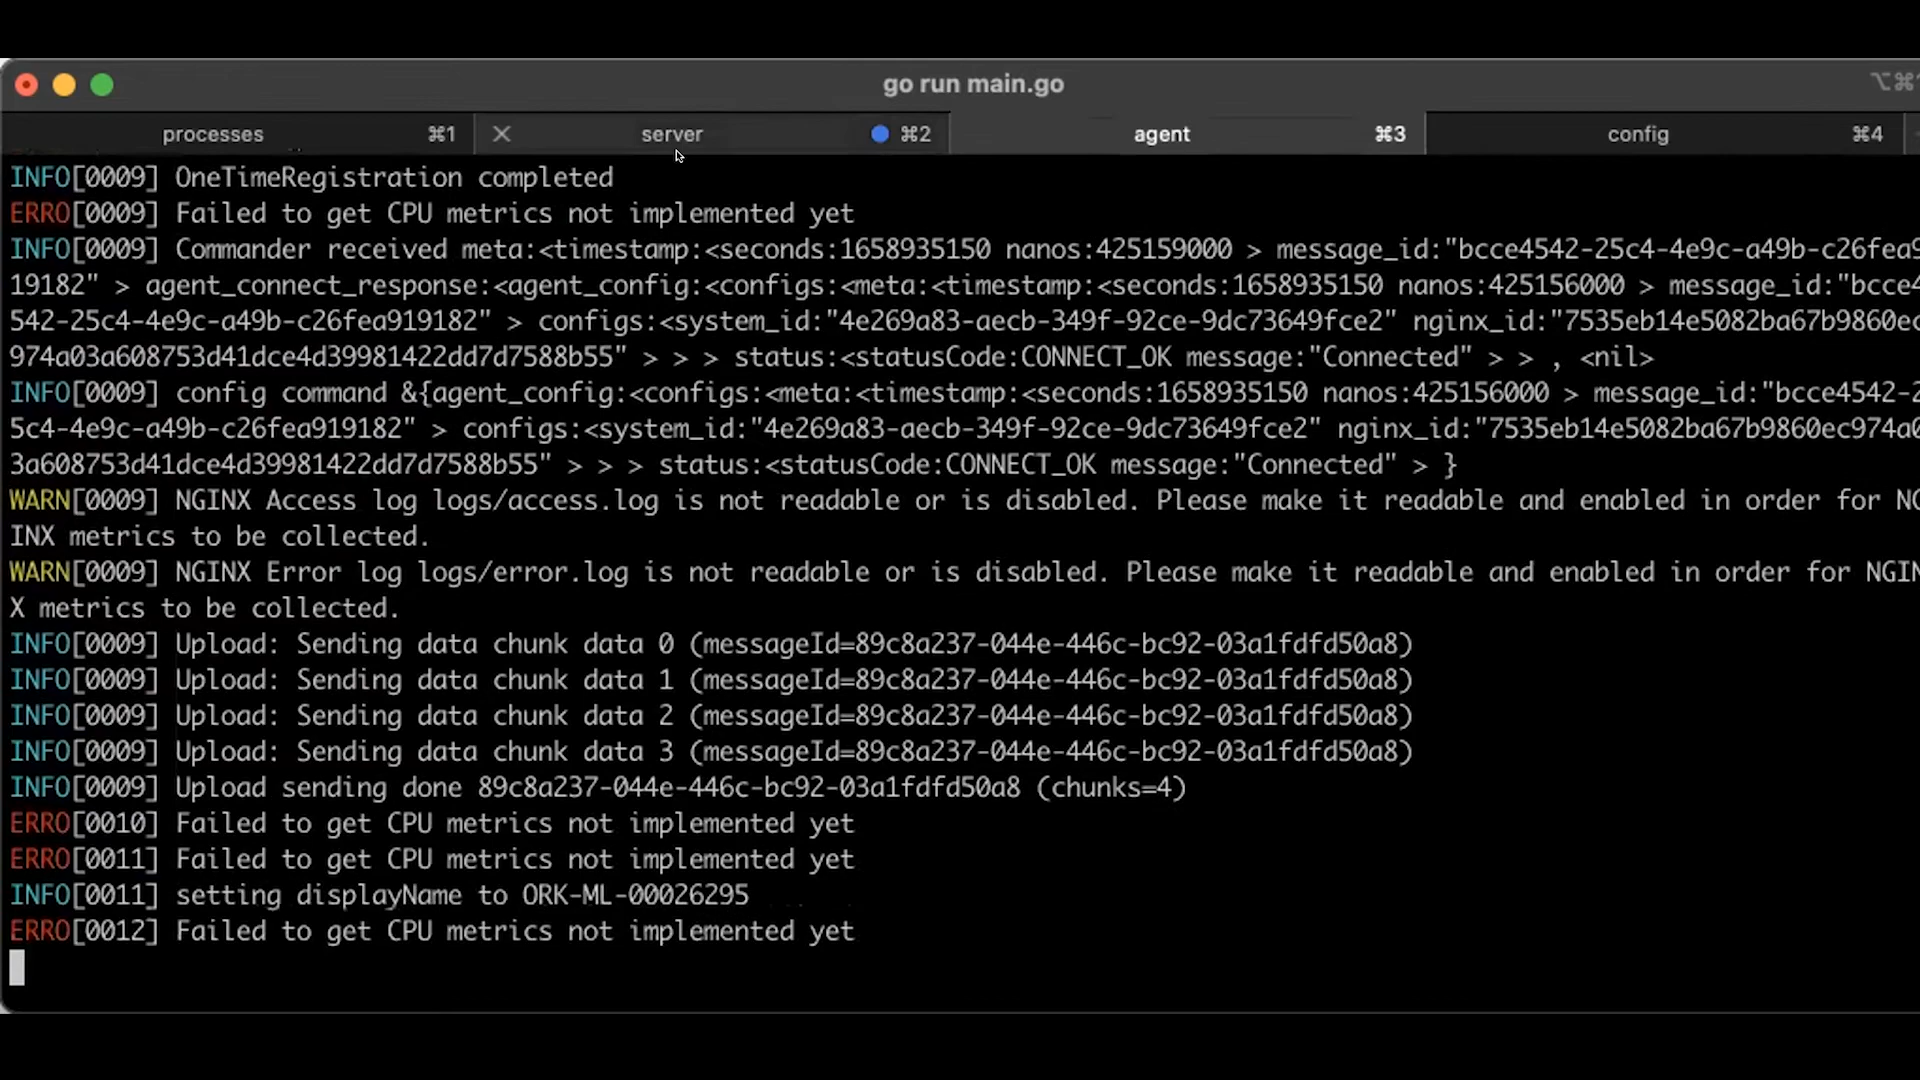 go run main.go
⌥⌘
processes ⌘1 server ⌘2 agent ⌘3 config ⌘4
INFO[0009] OneTimeRegistration completed
ERRO[0009] Failed to get CPU metrics not implemented yet
INFO[0009] Commander received meta:<timestamp:<seconds:1658935150 nanos:425159000 > message_id:"bcce4542-25c4-4e9c-a49b-c26fea9
19182" > agent_connect_response:<agent_config:<configs:<meta:<timestamp:<seconds:1658935150 nanos:425156000 > message_id:"bcce4
542-25c4-4e9c-a49b-c26fea919182" > configs:<system_id:"4e269a83-aecb-349f-92ce-9dc73649fce2" nginx_id:"7535eb14e5082ba67b9860ec
974a03a608753d41dce4d39981422dd7d7588b55" > > > status:<statusCode:CONNECT_OK message:"Connected" > > , <nil>
INFO[0009] config command &{agent_config:<configs:<meta:<timestamp:<seconds:1658935150 nanos:425156000 > message_id:"bcce4542-2
5c4-4e9c-a49b-c26fea919182" > configs:<system_id:"4e269a83-aecb-349f-92ce-9dc73649fce2" nginx_id:"7535eb14e5082ba67b9860ec974a0
3a608753d41dce4d39981422dd7d7588b55" > > > status:<statusCode:CONNECT_OK message:"Connected" > }
WARN[0009] NGINX Access log logs/access.log is not readable or is disabled. Please make it readable and enabled in order for NG
INX metrics to be collected.
WARN[0009] NGINX Error log logs/error.log is not readable or is disabled. Please make it readable and enabled in order for NGIN
X metrics to be collected.
INFO[0009] Upload: Sending data chunk data 0 (messageId=89c8a237-044e-446c-bc92-03a1fdfd50a8)
INFO[0009] Upload: Sending data chunk data 1 (messageId=89c8a237-044e-446c-bc92-03a1fdfd50a8)
INFO[0009] Upload: Sending data chunk data 2 (messageId=89c8a237-044e-446c-bc92-03a1fdfd50a8)
INFO[0009] Upload: Sending data chunk data 3 (messageId=89c8a237-044e-446c-bc92-03a1fdfd50a8)
INFO[0009] Upload sending done 89c8a237-044e-446c-bc92-03a1fdfd50a8 (chunks=4)
ERRO[0010] Failed to get CPU metrics not implemented yet
ERRO[0011] Failed to get CPU metrics not implemented yet
INFO[0011] setting displayName to ORK-ML-00026295
ERRO[0012] Failed to get CPU metrics not implemented yet